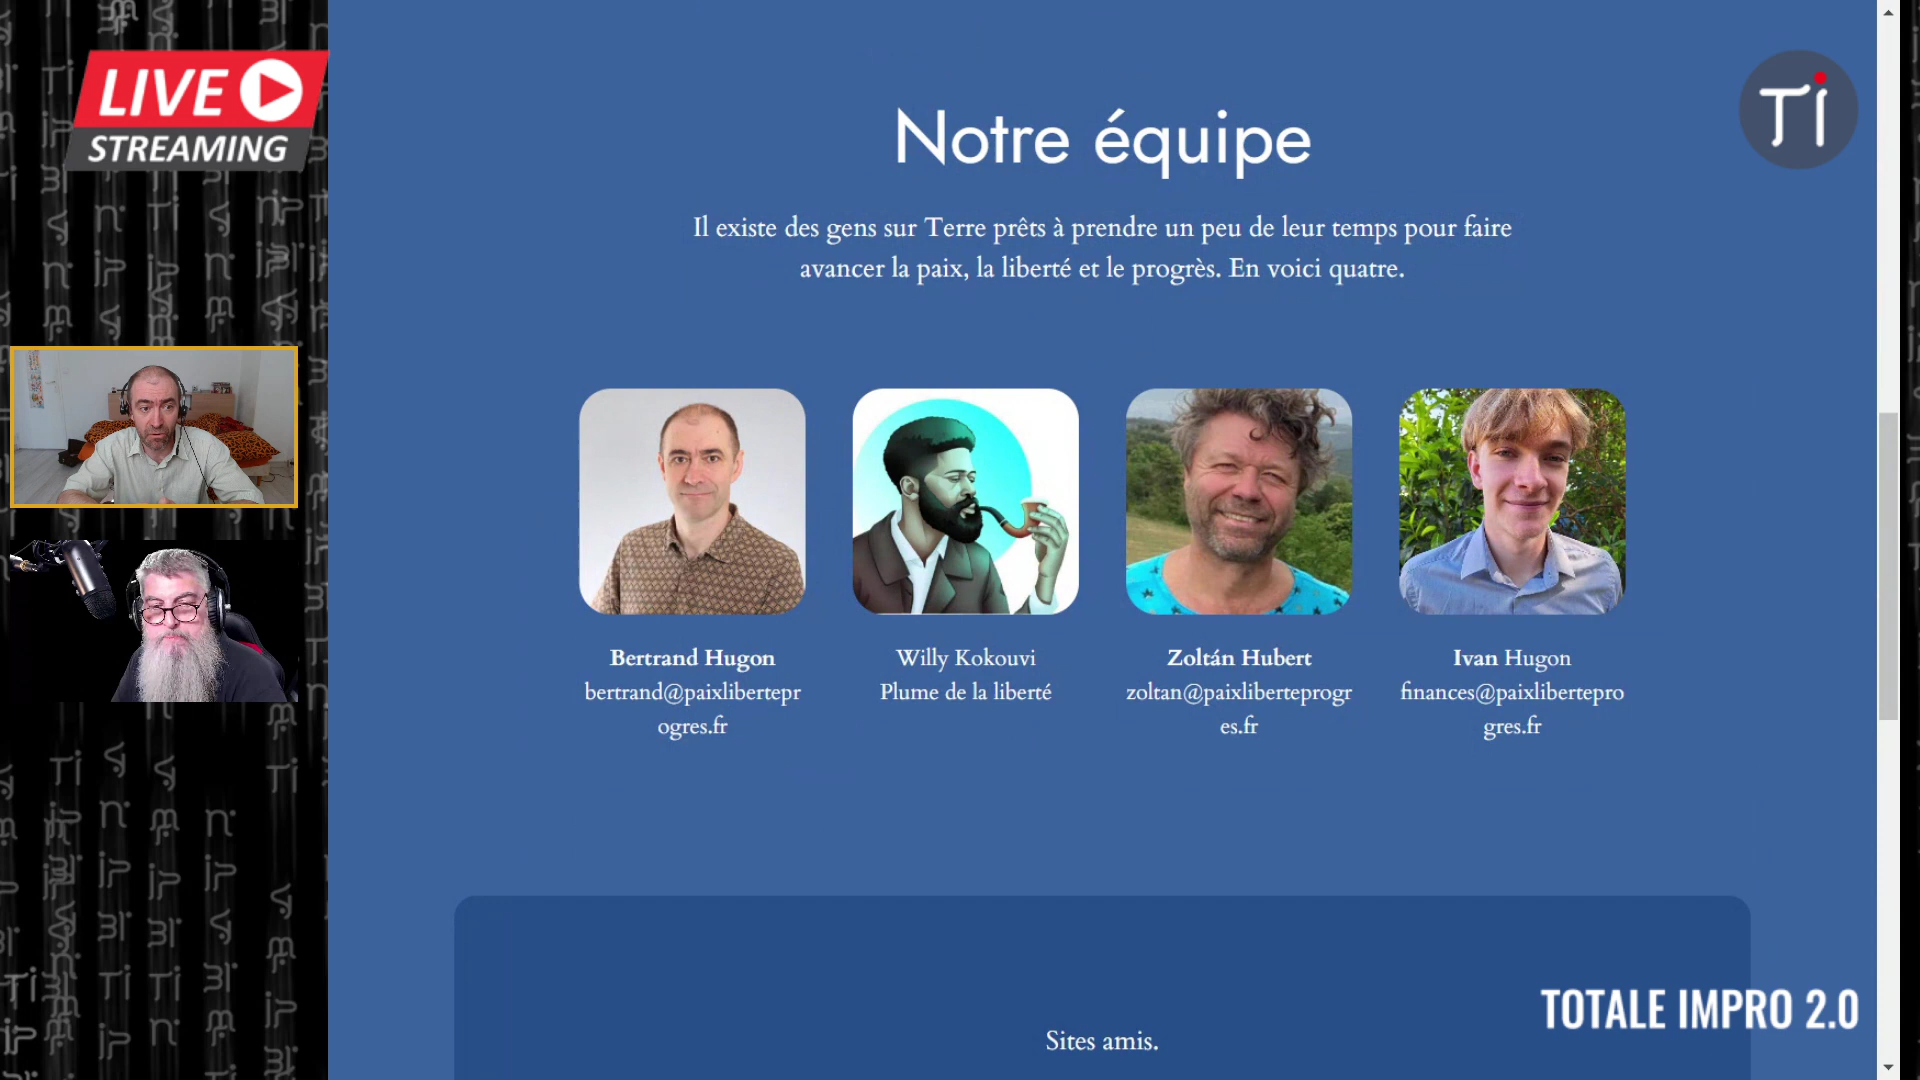 LIVE
STREAMING
Ti
Notre équipe
Il existe des gens sur Terre prêts à prendre un peu de leur temps pour faire
avancer la paix, la liberté et le progrès. En voici quatre.
Bertrand Hugon
bertrand@paixlibertepr
ogres.fr
Willy Kokouvi
Plume de la liberté
Zoltán Hubert
zoltan@paixliberteprogr
es.fr
Ivan Hugon
finances@paixlibertepro
gres.fr
Sites amis.
TOTALE IMPRO 2.0